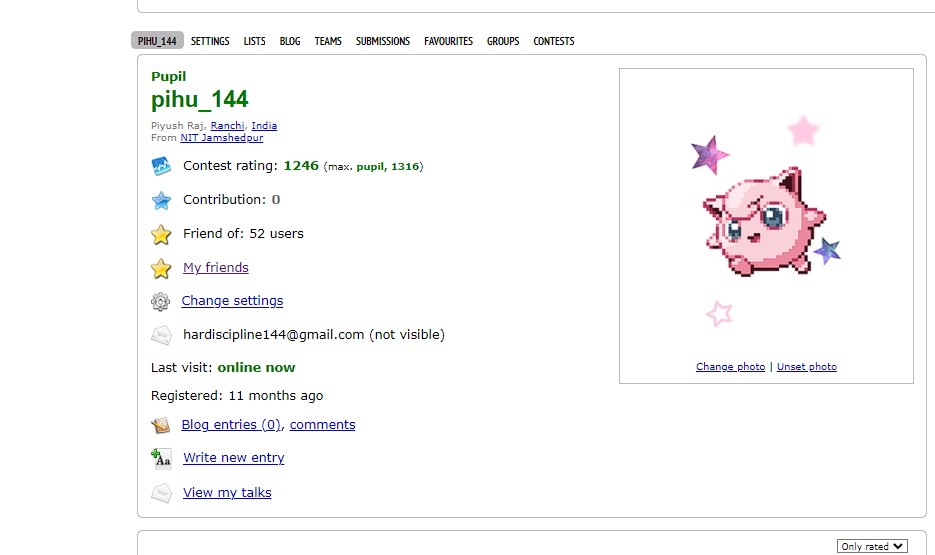 PIHU_144 SETTINGS LISTS BLOG TEAMS SUBMISSIONS FAVOURITES GROUPS CONTESTS
Pupil
pihu_144
Piyush Raj, Ranchi, India
From NIT Jamshedpur
Contest rating: 1246 (max. pupil, 1316)
Contribution: 0
Friend of: 52 users
My friends
Change settings
hardiscipline144@gmail.com (not visible)
Last visit: online now
Registered: 11 months ago
Blog entries (0), comments
Aa Write new entry
View my talks
Change photo | Unset photo
Only rated